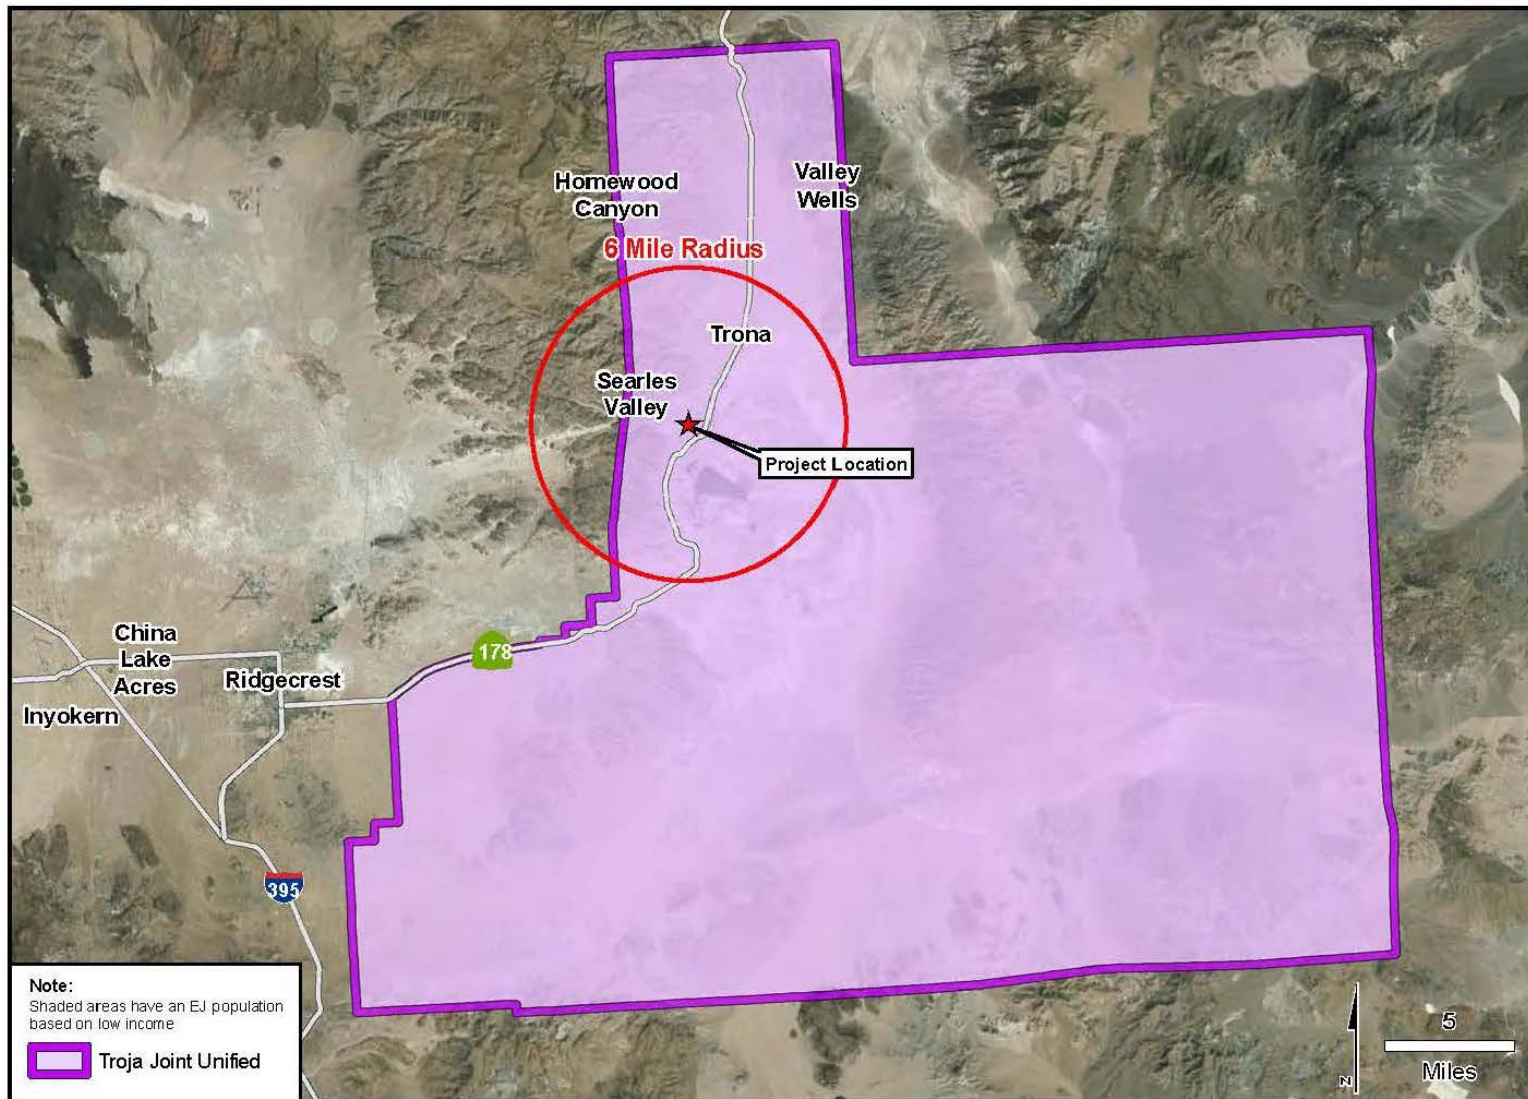 Homewood
Canyon
Valley
Wells
6 Mile Radius
Trona
Searles
Valley
Project Location
178
China
Lake
Acres
Ridgecrest
Inyokern
395
Note:
Shaded areas have an EJ population
based on low income
Troja Joint Unified
N
5
Miles